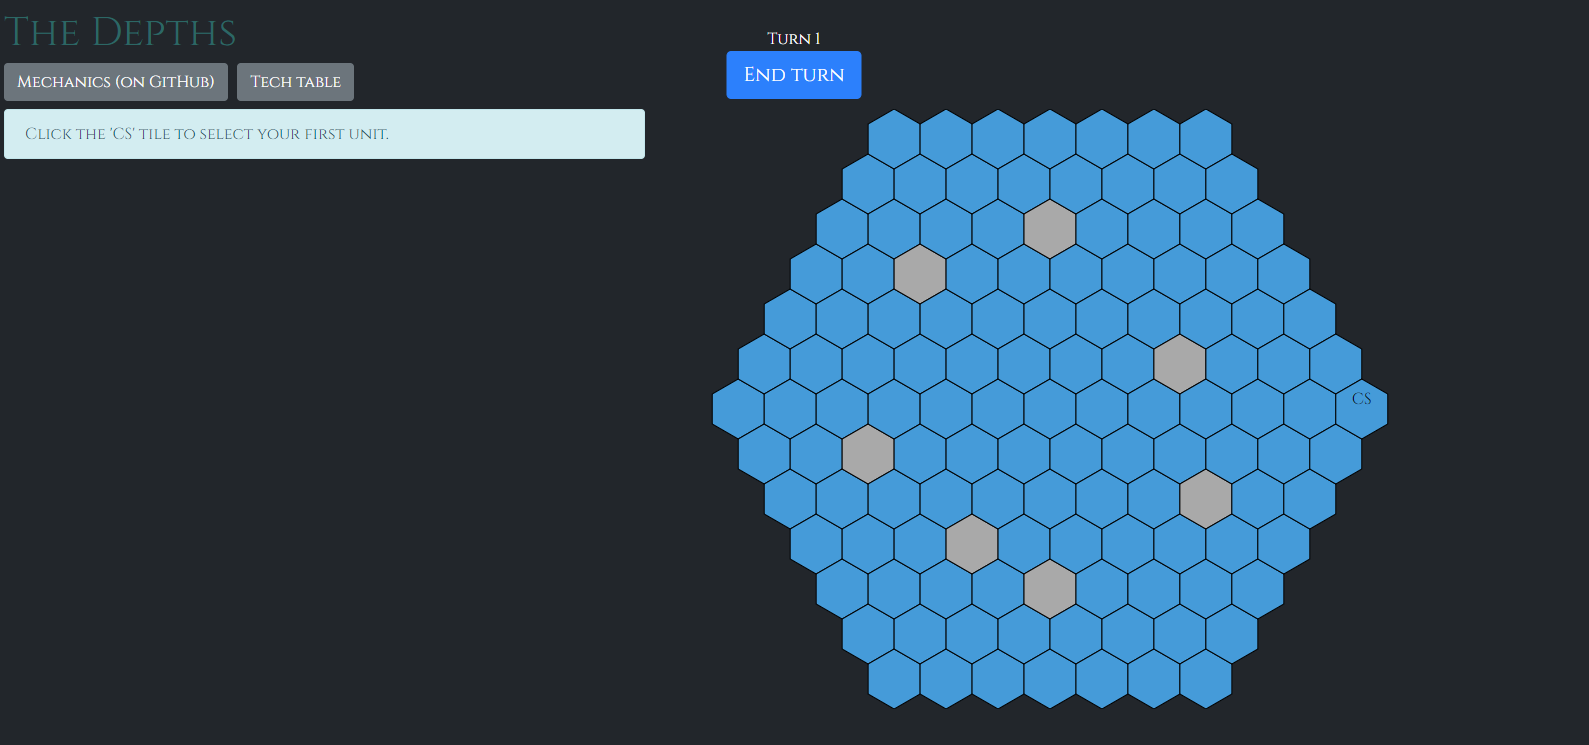 The Depths
Turn 1
End turn
Mechanics (on GitHub)
Tech table
Click the 'CS' tile to select your first unit.
CS